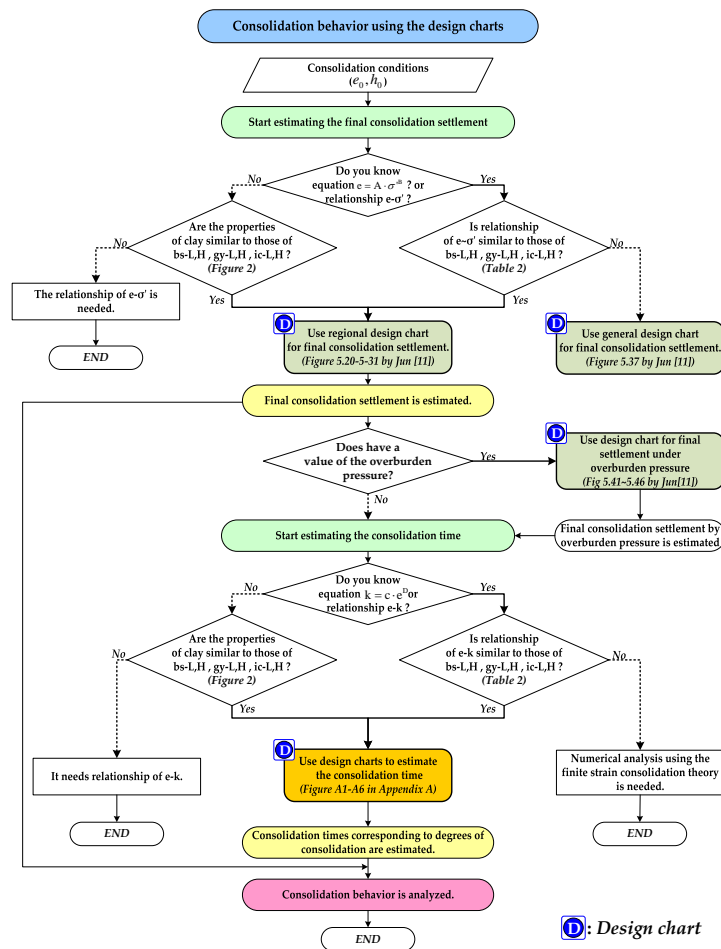 Consolidation behavior using the design charts
Consolidation conditions
(e₀, h₀)
Start estimating the final consolidation settlement
Do you know
equation e = A · σ'ᴮ ? or
relationship e-σ' ?
No
Yes
Are the properties
of clay similar to those of
bs-L,H , gy-L,H , ic-L,H ?
(Figure 2)
Is relationship
of e~σ' similar to those of
bs-L,H , gy-L,H , ic-L,H ?
(Table 2)
No
No
Yes
Yes
The relationship of e-σ' is
needed.
END
D
Use regional design chart
for final consolidation settlement.
(Figure 5.20-5-31 by Jun [11])
D
Use general design chart
for final consolidation settlement.
(Figure 5.37 by Jun [11])
Final consolidation settlement is estimated.
Does have a
value of the overburden
pressure?
Yes
No
D
Use design chart for final
settlement under
overburden pressure
(Fig 5.41~5.46 by Jun[11])
Start estimating the consolidation time
Final consolidation settlement by
overburden pressure is estimated
Do you know
equation k = c · eᴰ or
relationship e-k ?
No
Yes
Are the properties
of clay similar to those of
bs-L,H , gy-L,H , ic-L,H ?
(Figure 2)
Is relationship
of e-k similar to those of
bs-L,H , gy-L,H , ic-L,H ?
(Table 2)
No
No
Yes
Yes
It needs relationship of e-k.
END
D
Use design charts to estimate
the consolidation time
(Figure A1-A6 in Appendix A)
Numerical analysis using the
finite strain consolidation theory
is needed.
END
Consolidation times corresponding to degrees of
consolidation are estimated.
Consolidation behavior is analyzed.
END
D : Design chart